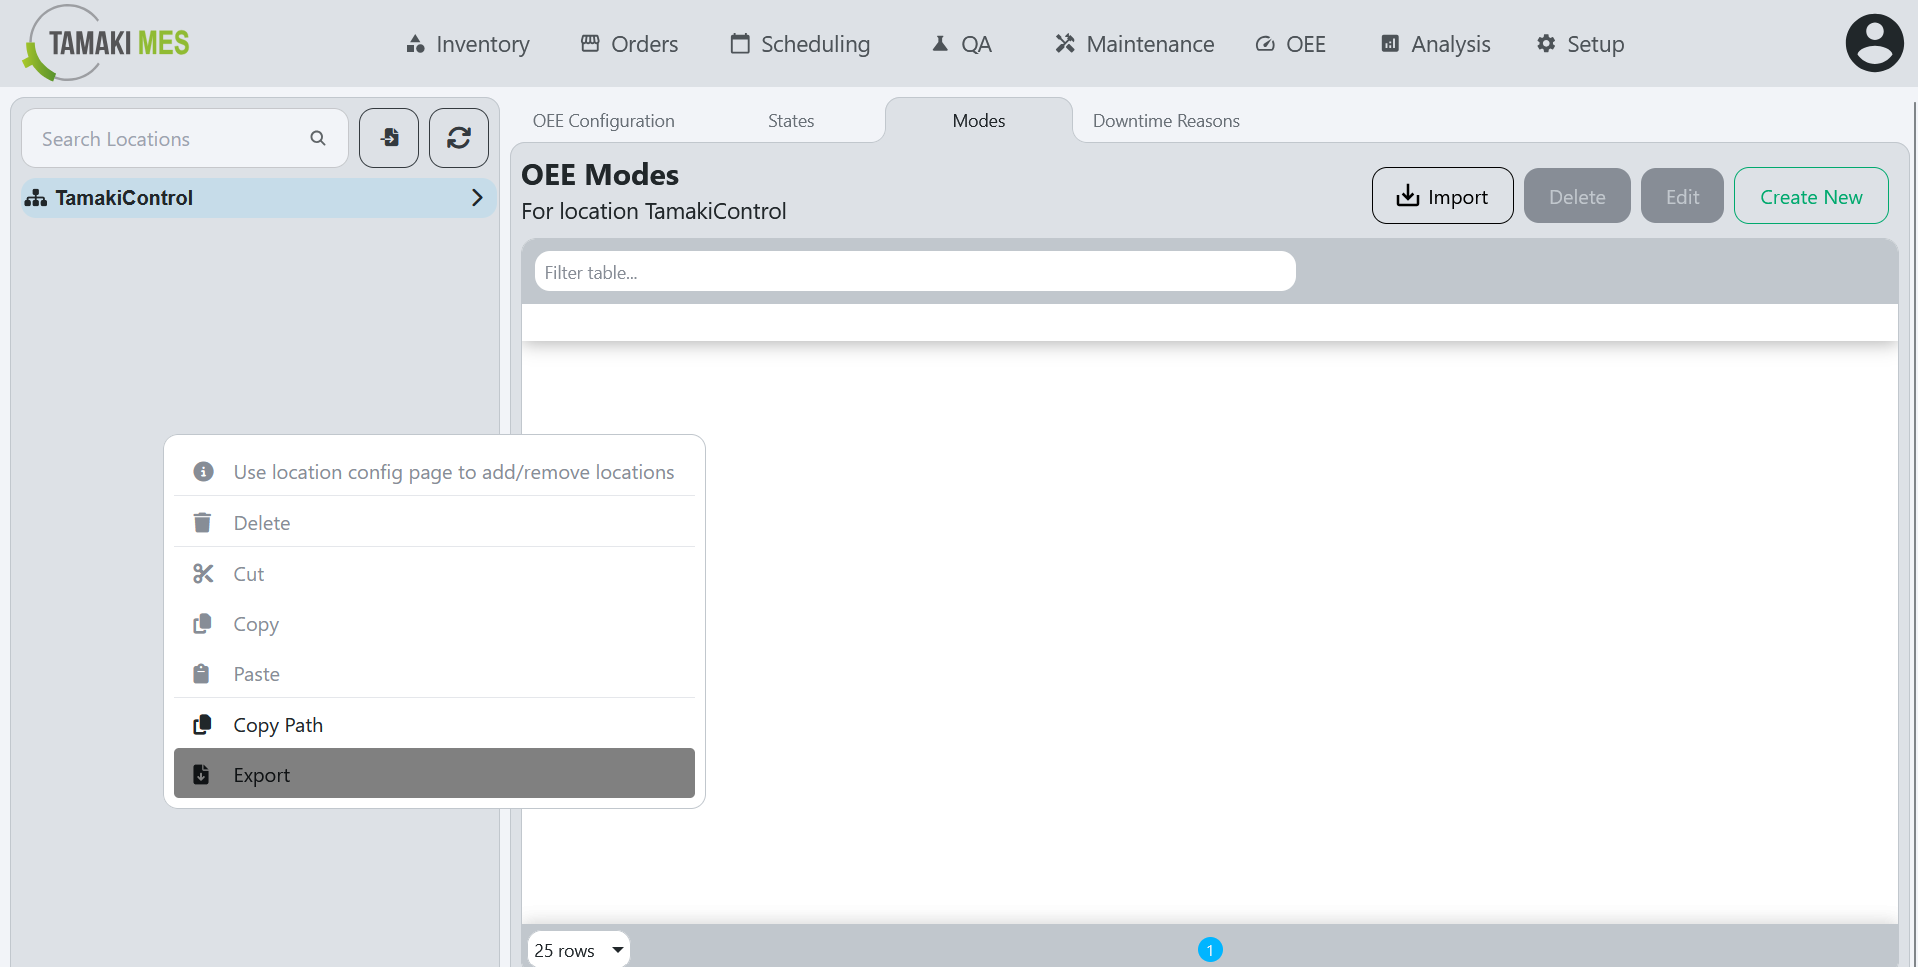 TAMAKI MES
Inventory
Orders
Scheduling
QA
Maintenance
OEE
Analysis
Setup
Search Locations
TamakiControl
OEE Configuration
States
Modes
Downtime Reasons
OEE Modes
For location TamakiControl
Import
Delete
Edit
Create New
Filter table...
Use location config page to add/remove locations
Delete
Cut
Copy
Paste
Copy Path
Export
25 rows
1